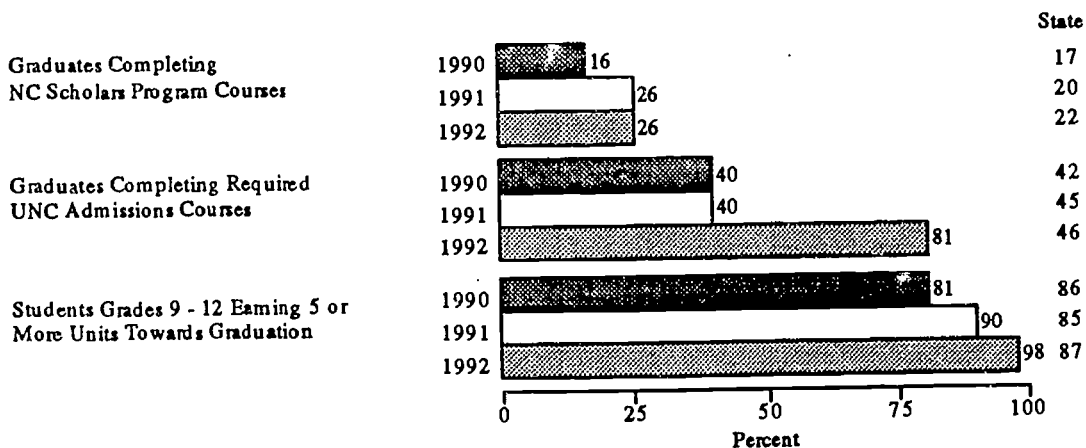 State
Graduates Completing
NC Scholars Program Courses
1990 16 17
1991 26 20
1992 26 22
Graduates Completing Required
UNC Admissions Courses
1990 40 42
1991 40 45
1992 81 46
Students Grades 9 - 12 Earning 5 or
More Units Towards Graduation
1990 81 86
1991 90 85
1992 98 87
0 25 50 75 100
Percent